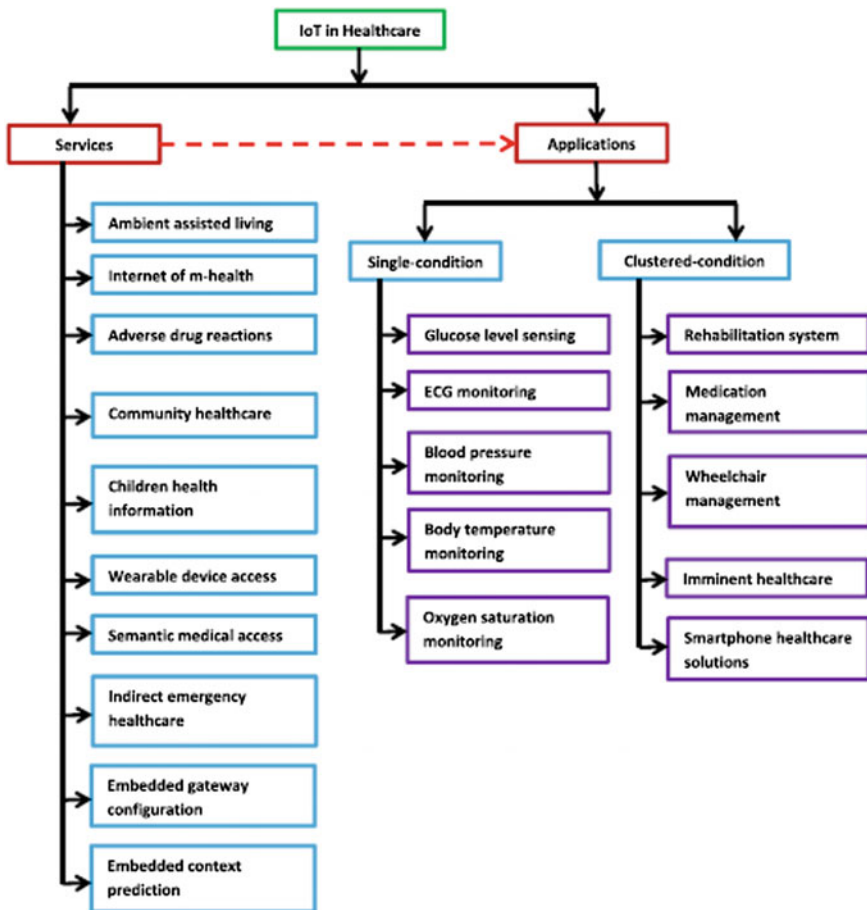 IoT in Healthcare
Services
Applications
Ambient assisted living
Internet of m-health
Adverse drug reactions
Community healthcare
Children health
information
Wearable device access
Semantic medical access
Indirect emergency
healthcare
Embedded gateway
configuration
Embedded context
prediction
Single-condition
Glucose level sensing
ECG monitoring
Blood pressure
monitoring
Body temperature
monitoring
Oxygen saturation
monitoring
Clustered-condition
Rehabilitation system
Medication
management
Wheelchair
management
Imminent healthcare
Smartphone healthcare
solutions